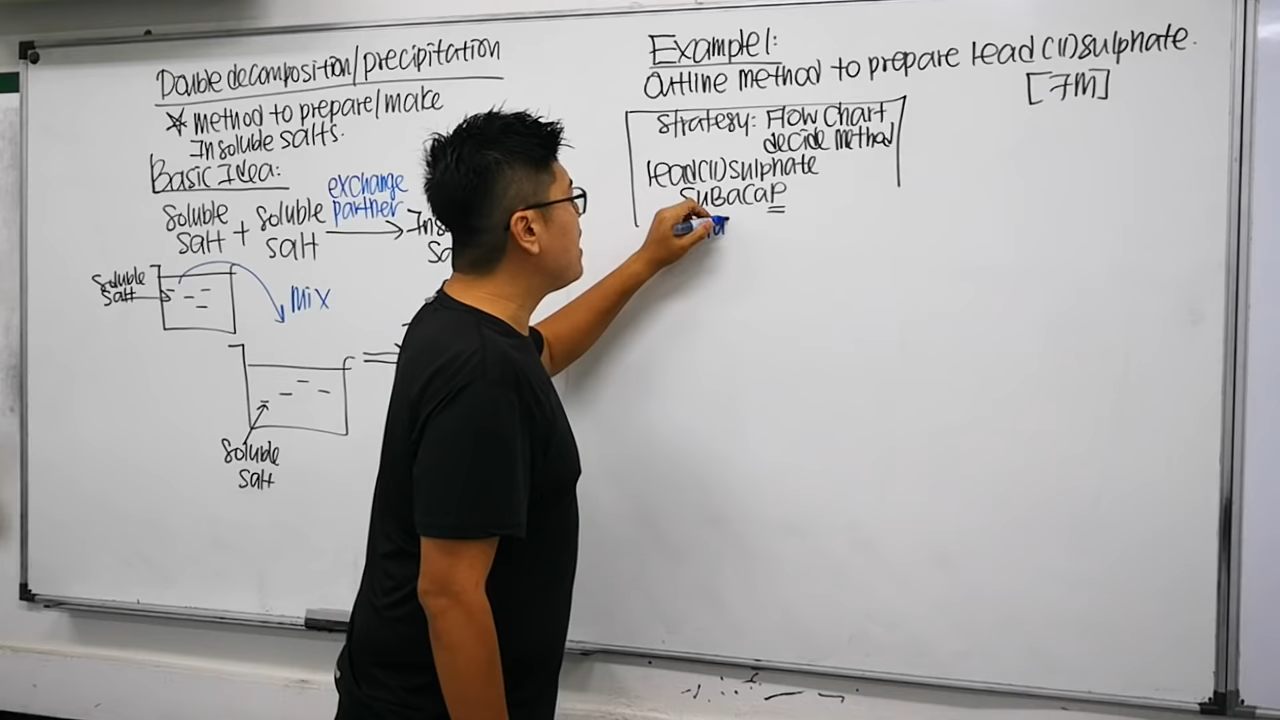 Double decomposition/precipitation
* method to prepare/make
Insoluble salts.
Basic Idea:
Soluble salt + Soluble salt
exchange
partner
Ins
Sa
Soluble
Salt
Mix
Soluble
Salt
Example 1:
Outline method to prepare lead (II) sulphate.
[7m]
Strategy: Flow Chart
decide method
lead(II) sulphate
SuBaCaP